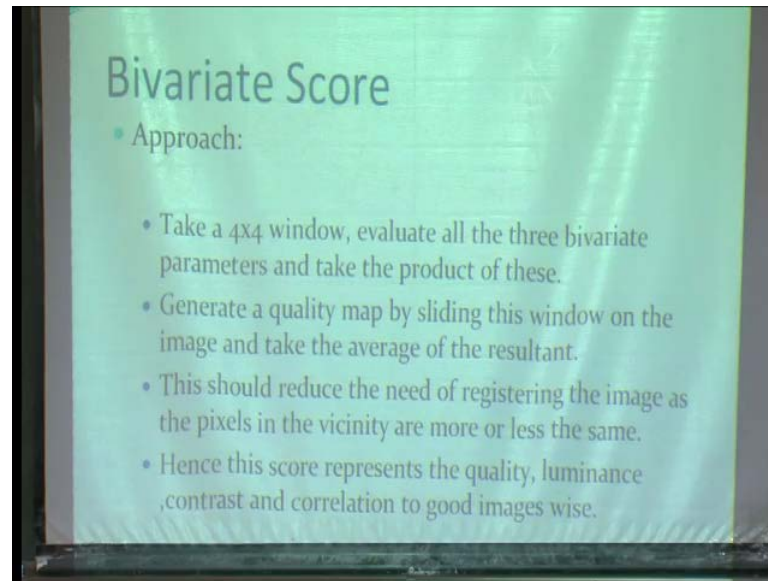 Bivariate Score
• Approach:
• Take a 4x4 window, evaluate all the three bivariate
parameters and take the product of these.
• Generate a quality map by sliding this window on the
image and take the average of the resultant.
• This should reduce the need of registering the image as
the pixels in the vicinity are more or less the same.
• Hence this score represents the quality, luminance
,contrast and correlation to good images wise.